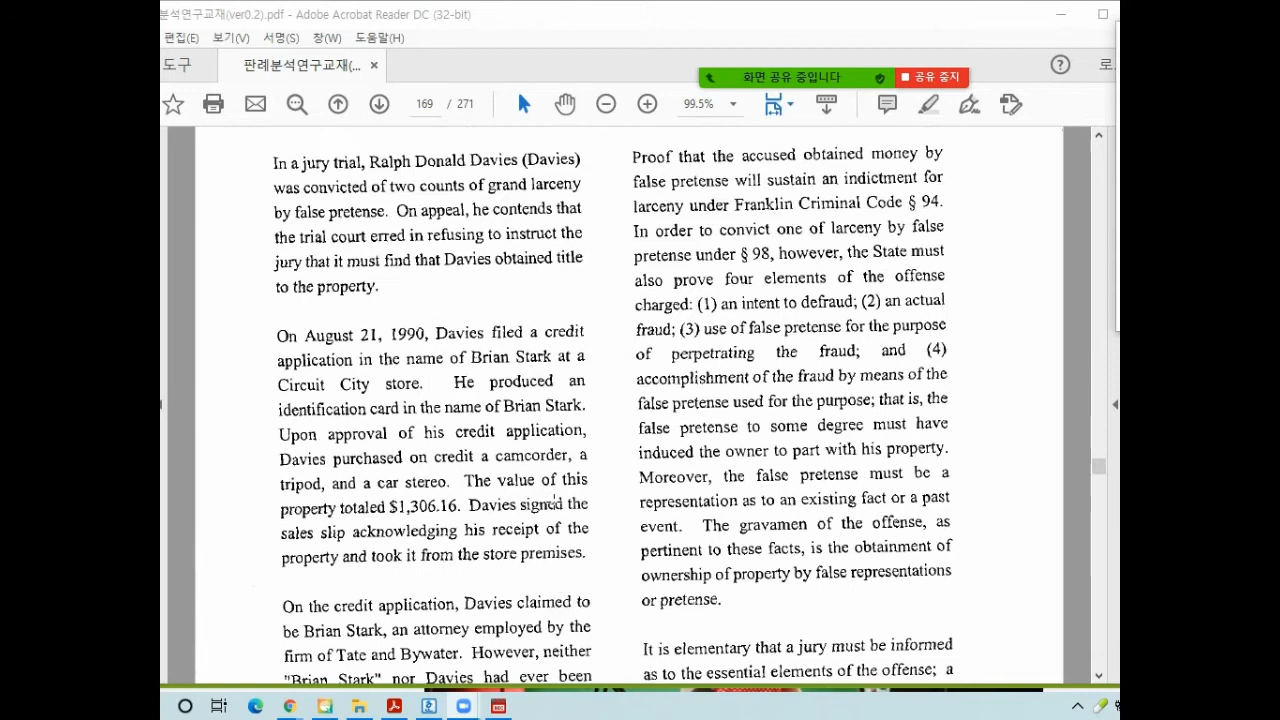 분석연구교재(ver0.2).pdf - Adobe Acrobat Reader DC (32-bit)
편집(E) 보기(V) 서명(S) 창(W) 도움말(H)
도구 판례분석연구교재(... ×
화면 공유 중입니다 공유 중지
로
169 / 271 99.5%
In a jury trial, Ralph Donald Davies (Davies)
was convicted of two counts of grand larceny
by false pretense. On appeal, he contends that
the trial court erred in refusing to instruct the
jury that it must find that Davies obtained title
to the property.
On August 21, 1990, Davies filed a credit
application in the name of Brian Stark at a
Circuit City store. He produced an
identification card in the name of Brian Stark.
Upon approval of his credit application,
Davies purchased on credit a camcorder, a
tripod, and a car stereo. The value of this
property totaled $1,306.16. Davies signed the
sales slip acknowledging his receipt of the
property and took it from the store premises.
On the credit application, Davies claimed to
be Brian Stark, an attorney employed by the
firm of Tate and Bywater. However, neither
"Brian Stark" nor Davies had ever been
Proof that the accused obtained money by
false pretense will sustain an indictment for
larceny under Franklin Criminal Code § 94.
In order to convict one of larceny by false
pretense under § 98, however, the State must
also prove four elements of the offense
charged: (1) an intent to defraud; (2) an actual
fraud; (3) use of false pretense for the purpose
of perpetrating the fraud; and (4)
accomplishment of the fraud by means of the
false pretense used for the purpose; that is, the
false pretense to some degree must have
induced the owner to part with his property.
Moreover, the false pretense must be a
representation as to an existing fact or a past
event. The gravamen of the offense, as
pertinent to these facts, is the obtainment of
ownership of property by false representations
or pretense.
It is elementary that a jury must be informed
as to the essential elements of the offense; a